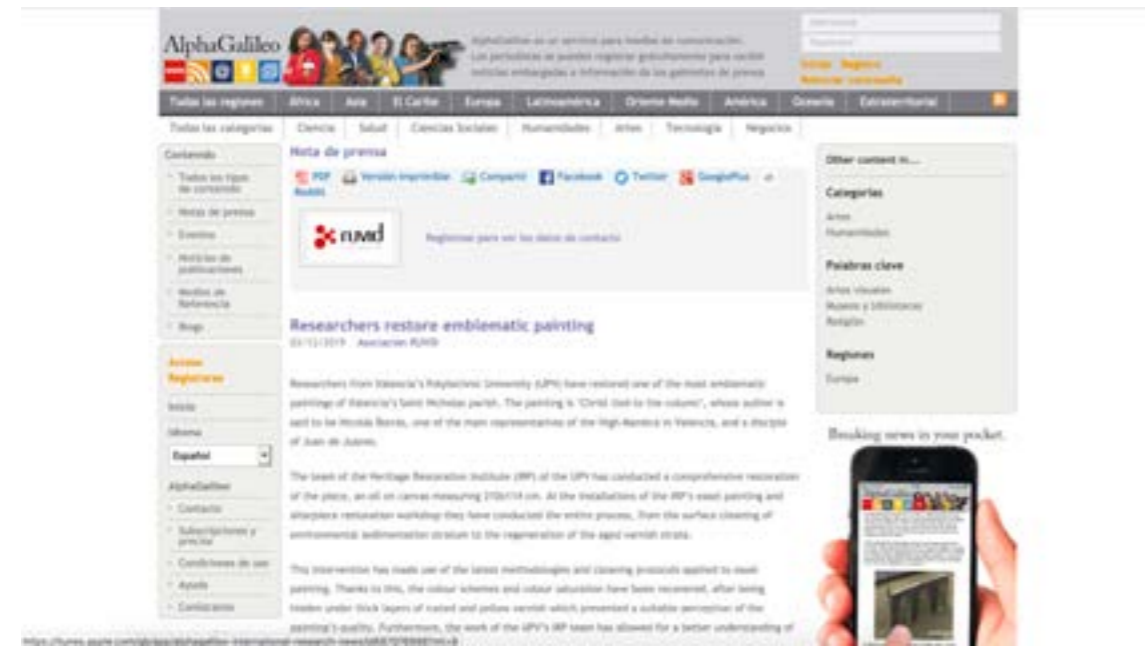 AlphaGalileo
AlphaGalileo es un servicio para medios de comunicación.
Los periodistas se pueden registrar gratuitamente para recibir
noticias embargadas e información de los gabinetes de prensa
Todas las regiones África Asia El Caribe Europa Latinoamérica Oriente Medio América Oceanía Extraterritorial
Todas las categorías Ciencia Salud Ciencias Sociales Humanidades Artes Tecnología Negocios
Contenido
Todos los tipos
de contenido
Notas de prensa
Eventos
Noticias de
publicaciones
Medios de
Referencia
Blogs
Acceso
Registrarse
Inicio
Idioma
Español
AlphaGalileo
Contacto
Subscripciones y
precios
Condiciones de uso
Ayuda
Contáctanos
Nota de prensa
PDF Versión imprimible Compartir Facebook Twitter GooglePlus
Reddit
ruvid
Regístrese para ver los datos de contacto
Researchers restore emblematic painting
03/12/2019 Asociación RUVID
Researchers from Valencia's Polytechnic University (UPV) have restored one of the most emblematic
paintings of Valencia's Saint Nicholas parish. The painting is 'Christ tied to the column', whose author is
said to be Nicolás Borrás, one of the main representatives of the High Renaissance in Valencia, and a disciple
of Juan de Juanes.
The team of the Heritage Restoration Institute (IRP) of the UPV has conducted a comprehensive restoration
of the piece, an oil on canvas measuring 210x114 cm. At the installations of the IRP's easel painting and
altarpiece restoration workshop they have conducted the entire process, from the surface cleaning of
environmental sedimentation stratum to the regeneration of the aged varnish strata.
This intervention has made use of the latest methodologies and cleaning protocols applied to easel
painting. Thanks to this, the colour schemes and colour saturation have been recovered, after being
hidden under thick layers of rusted and yellow varnish which presented a suitable perception of the
painting's quality. Furthermore, the work of the UPV's IRP team has allowed for a better understanding of
Other content in...
Categorías
Artes
Humanidades
Palabras clave
Artes visuales
Museos y bibliotecas
Religión
Regiones
Europa
Breaking news in your pocket.
AlphaGalileo